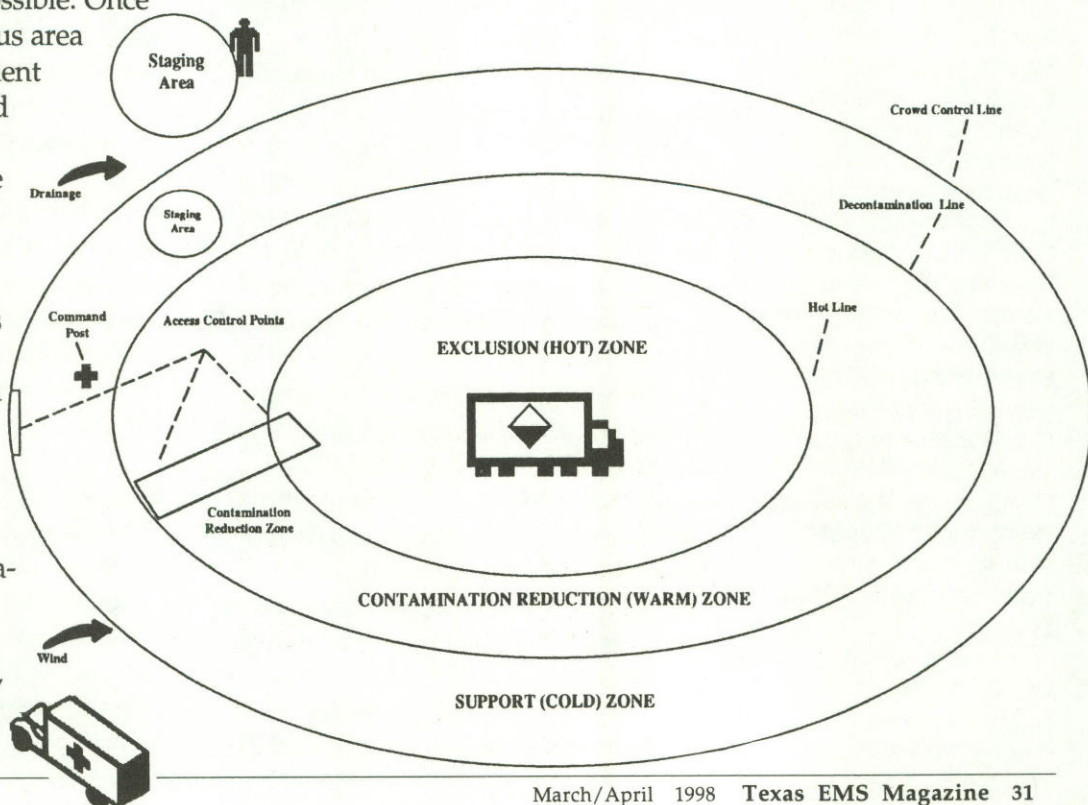 ossible. Once
us area
ent
d
e
s
a-
y
Staging
Area
Drainage
Staging
Area
Command
Post
Access Control Points
Crowd Control Line
Decontamination Line
Hot Line
EXCLUSION (HOT) ZONE
Contamination
Reduction Zone
CONTAMINATION REDUCTION (WARM) ZONE
Wind
SUPPORT (COLD) ZONE
March/April 1998 Texas EMS Magazine 31